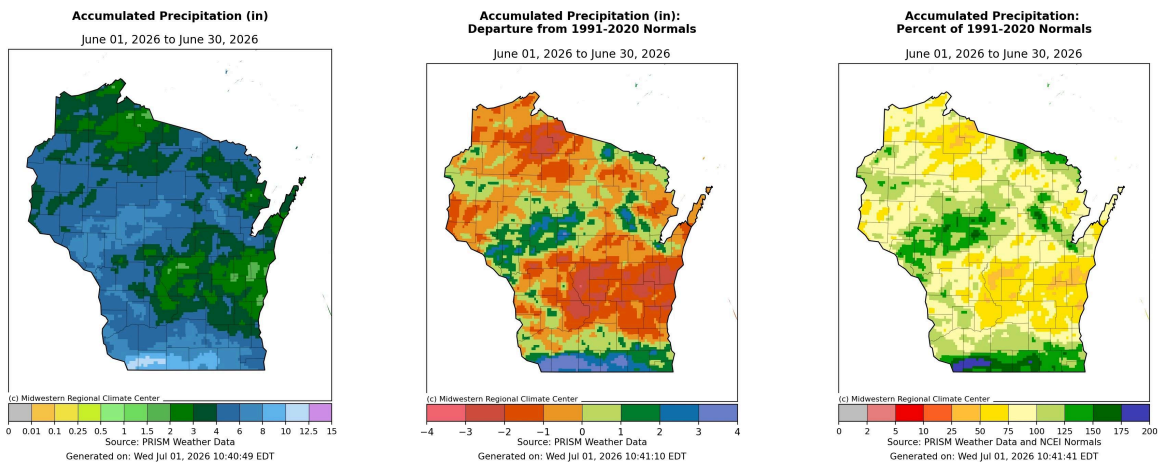 Accumulated Precipitation (in)
June 01, 2026 to June 30, 2026
(c) Midwestern Regional Climate Center
0 0.01 0.1 0.25 0.5 1 1.5 2 3 4 6 8 10 12.5 15
Source: PRISM Weather Data
Generated on: Wed Jul 01, 2026 10:40:49 EDT
Accumulated Precipitation (in):
Departure from 1991-2020 Normals
June 01, 2026 to June 30, 2026
(c) Midwestern Regional Climate Center
−4 −3 −2 −1 0 1 2 3 4
Source: PRISM Weather Data
Generated on: Wed Jul 01, 2026 10:41:10 EDT
Accumulated Precipitation:
Percent of 1991-2020 Normals
June 01, 2026 to June 30, 2026
(c) Midwestern Regional Climate Center
0 2 5 10 25 50 75 100 125 150 175 200
Source: PRISM Weather Data and NCEI Normals
Generated on: Wed Jul 01, 2026 10:41:41 EDT